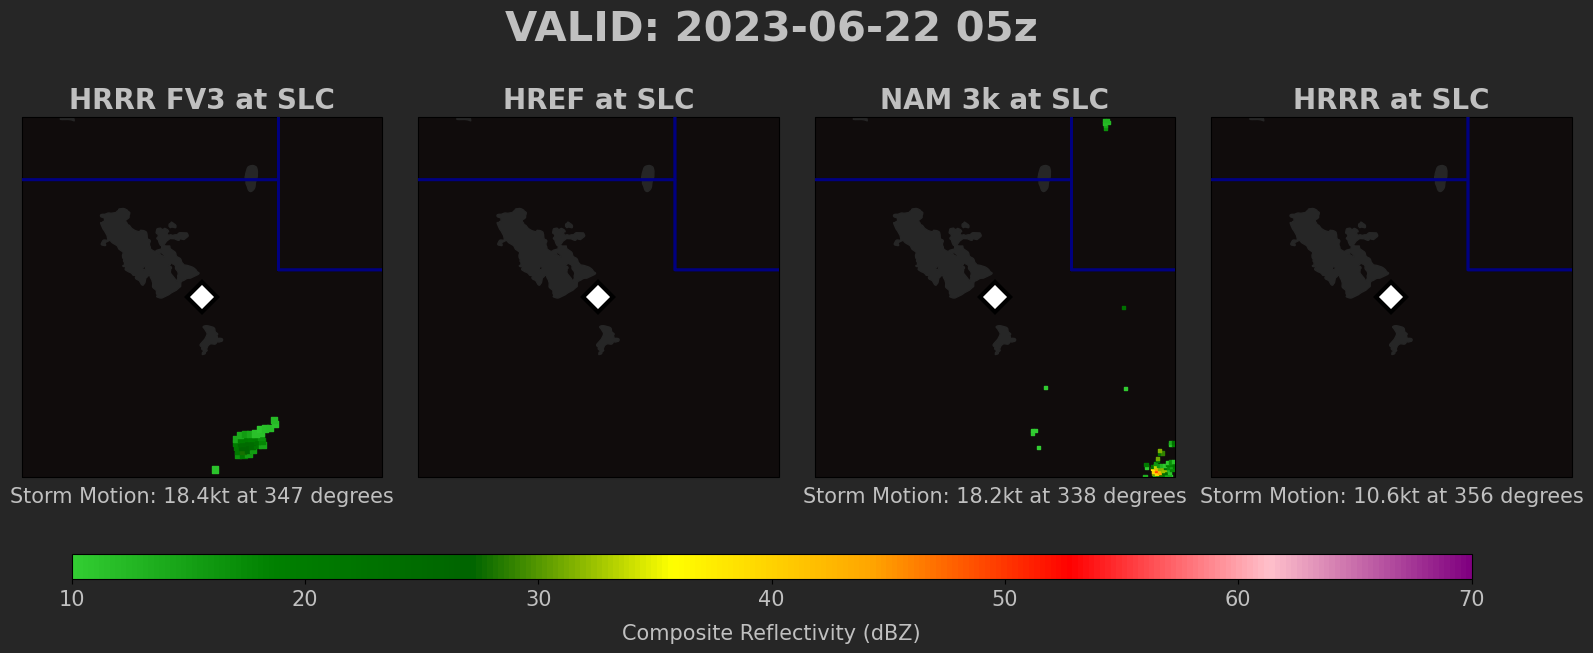 VALID: 2023-06-22 05z
HRRR FV3 at SLC
HREF at SLC
NAM 3k at SLC
HRRR at SLC
Storm Motion: 18.4kt at 347 degrees
Storm Motion: 18.2kt at 338 degrees
Storm Motion: 10.6kt at 356 degrees
10 20 30 40 50 60 70
Composite Reflectivity (dBZ)